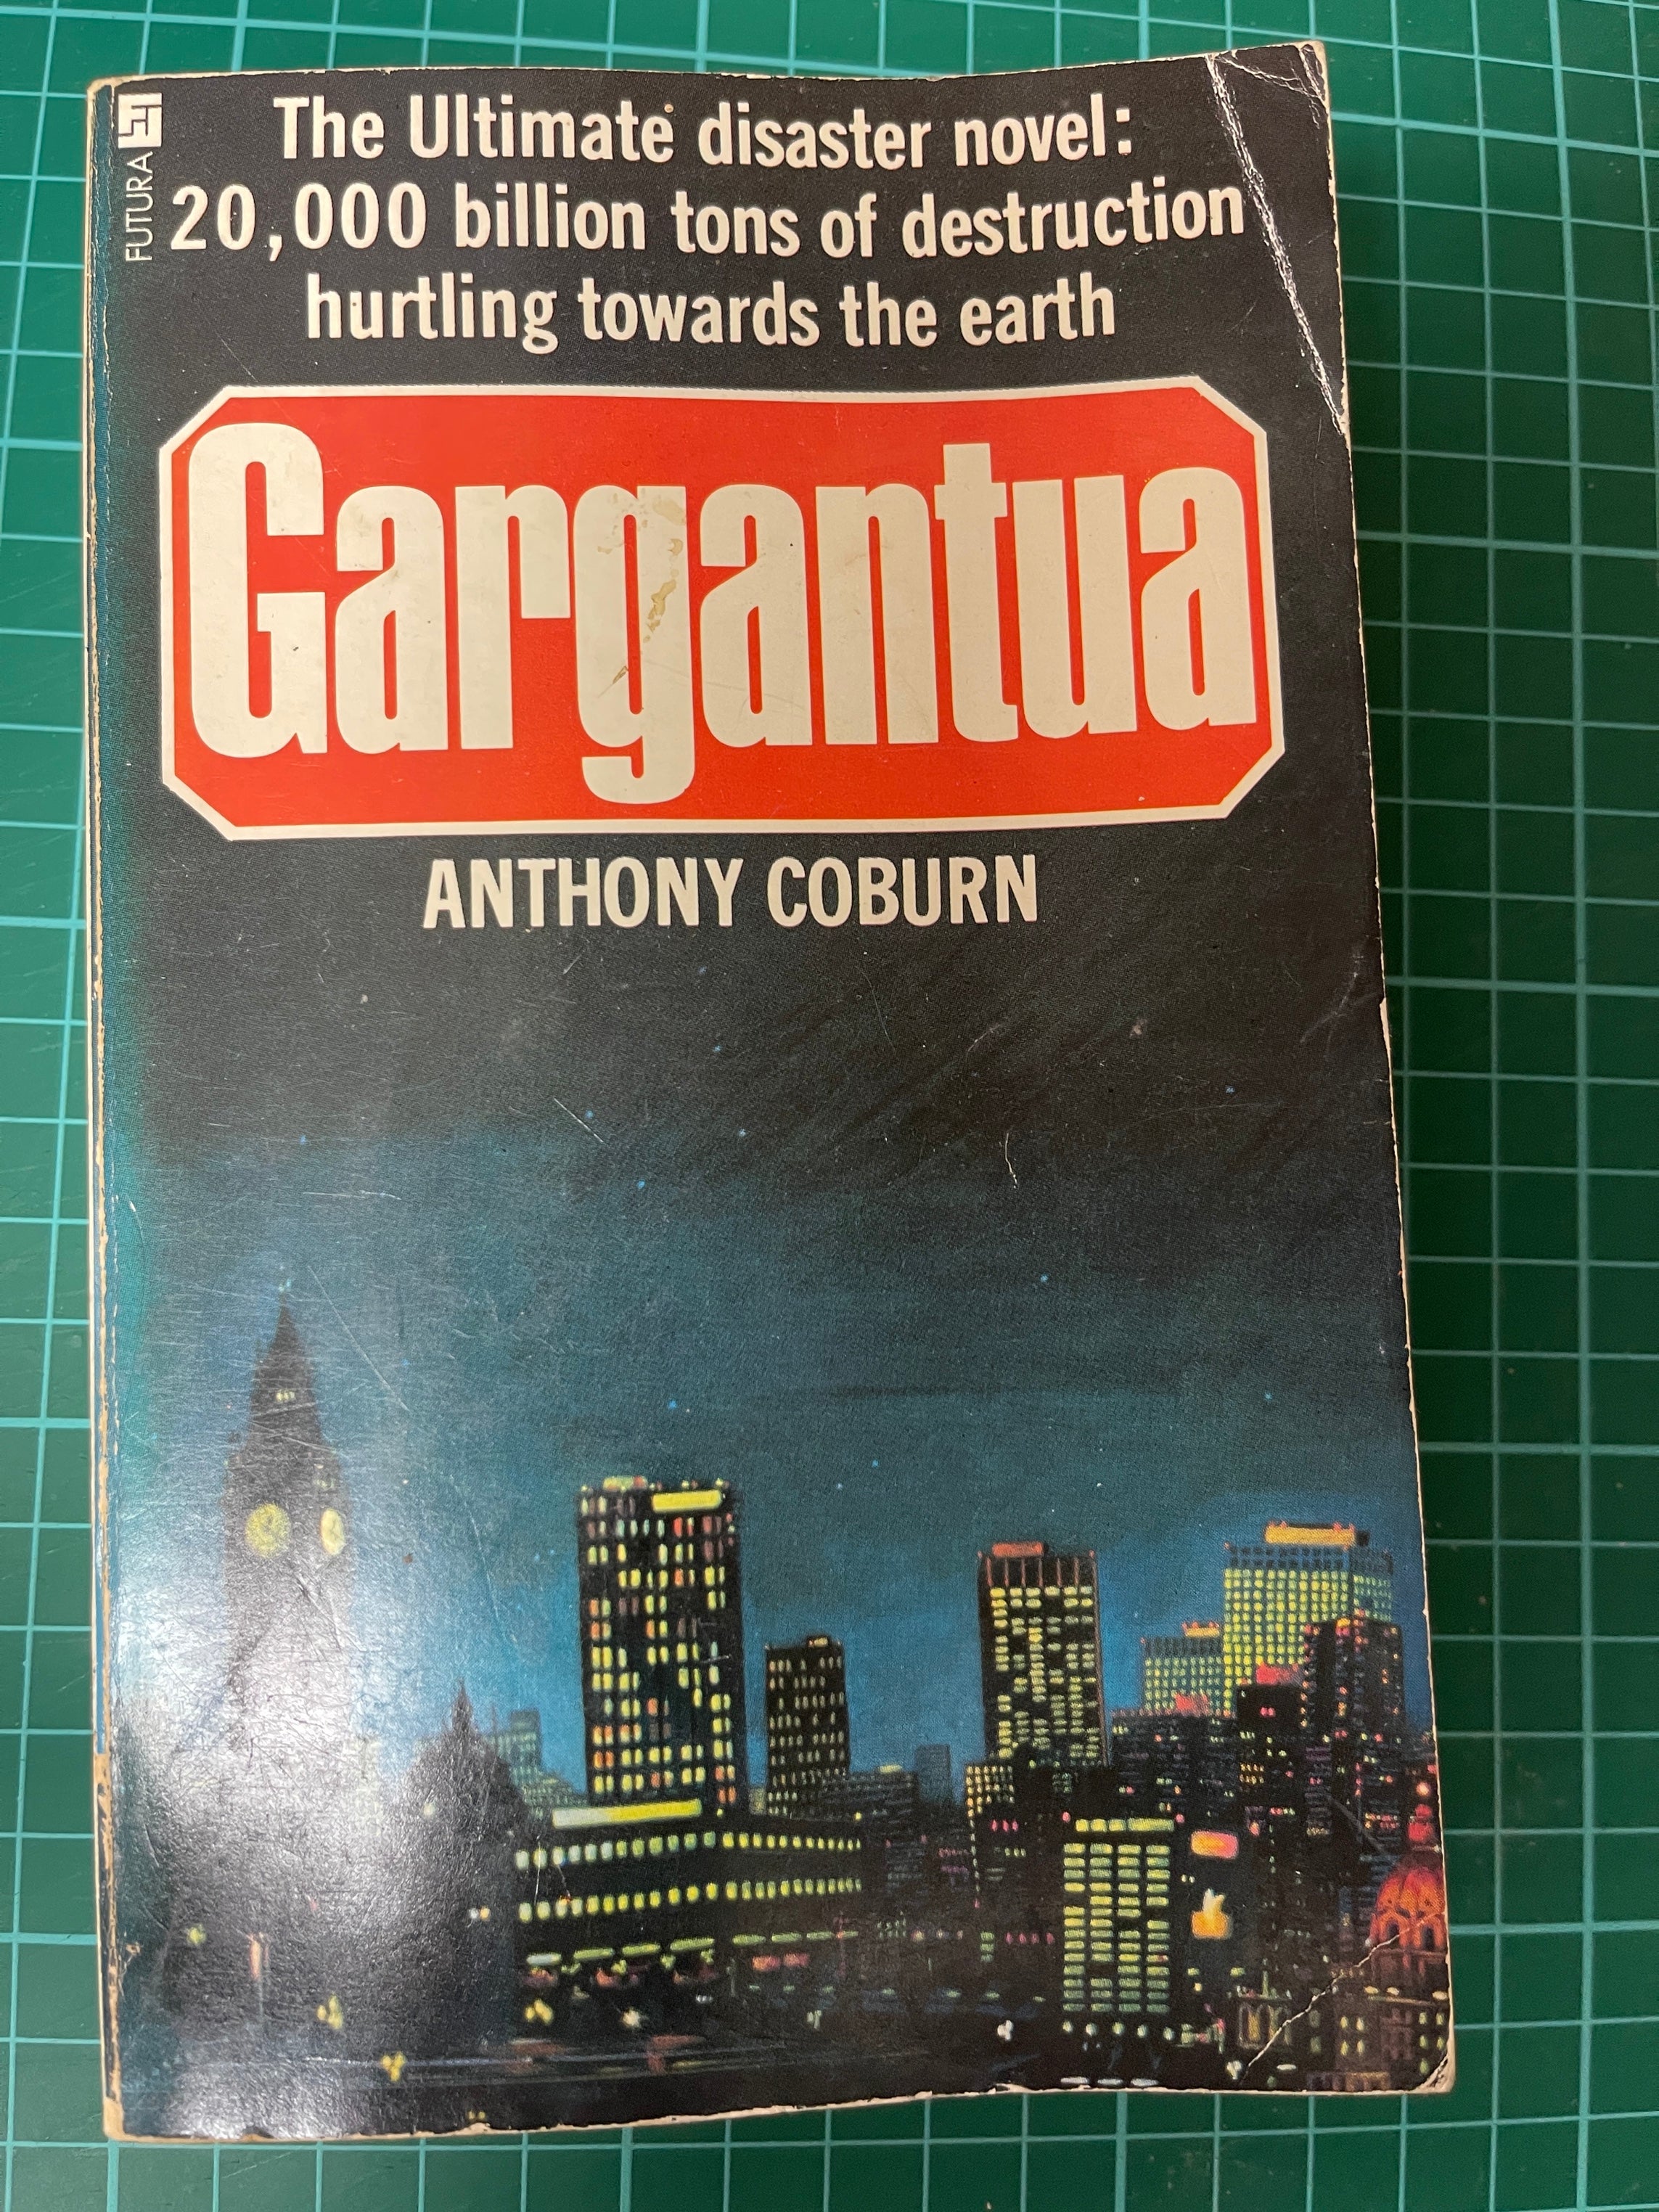 FUTURA
The Ultimate disaster novel:
20,000 billion tons of destruction
hurtling towards the earth
Gargantua
ANTHONY COBURN